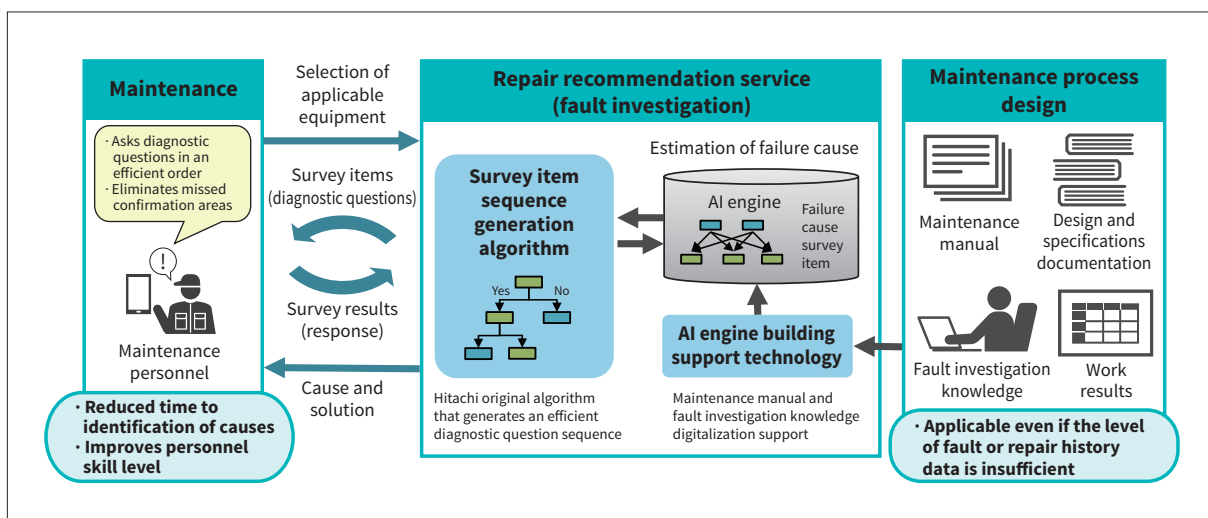 Maintenance
· Asks diagnostic
questions in an
efficient order
· Eliminates missed
confirmation areas
!
Maintenance
personnel
· Reduced time to
identification of causes
· Improves personnel
skill level
Selection of
applicable
equipment
Survey items
(diagnostic questions)
Survey results
(response)
Cause and
solution
Repair recommendation service
(fault investigation)
Survey item
sequence
generation
algorithm
Yes
No
Hitachi original algorithm
that generates an efficient
diagnostic question sequence
Estimation of failure cause
AI engine
Failure
cause
survey
item
AI engine building
support technology
Maintenance manual and
fault investigation knowledge
digitalization support
Maintenance process
design
Maintenance
manual
Design and
specifications
documentation
Fault investigation
knowledge
Work
results
· Applicable even if the level
of fault or repair history
data is insufficient